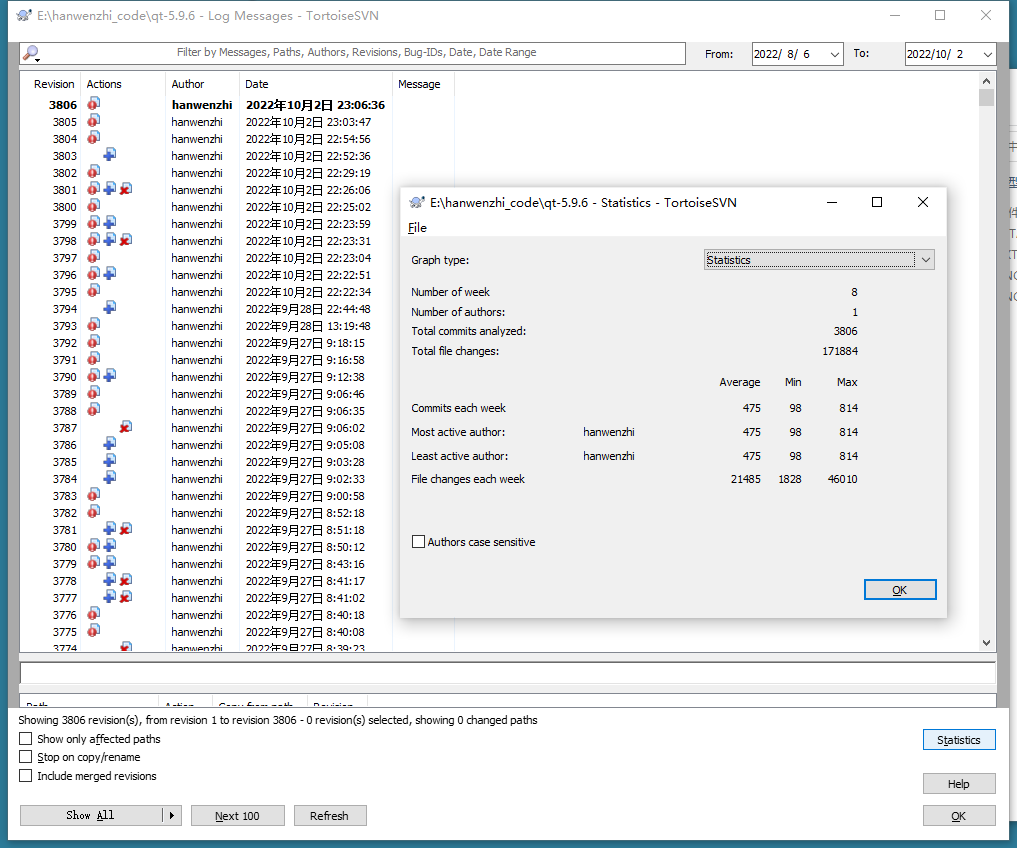 E:\hanwenzhi_code\qt-5.9.6 - Log Messages - TortoiseSVN
Filter by Messages, Paths, Authors, Revisions, Bug-IDs, Date, Date Range
From: 2022/ 8/ 6 To: 2022/10/ 2
Revision Actions Author Date Message
3806 hanwenzhi 2022年10月2日 23:06:36
3805 hanwenzhi 2022年10月2日 23:03:47
3804 hanwenzhi 2022年10月2日 22:54:56
3803 hanwenzhi 2022年10月2日 22:52:36
3802 hanwenzhi 2022年10月2日 22:29:19
3801 hanwenzhi 2022年10月2日 22:26:06
3800 hanwenzhi 2022年10月2日 22:25:02
3799 hanwenzhi 2022年10月2日 22:23:59
3798 hanwenzhi 2022年10月2日 22:23:31
3797 hanwenzhi 2022年10月2日 22:23:04
3796 hanwenzhi 2022年10月2日 22:22:51
3795 hanwenzhi 2022年10月2日 22:22:34
3794 hanwenzhi 2022年9月28日 22:44:48
3793 hanwenzhi 2022年9月28日 13:19:48
3792 hanwenzhi 2022年9月27日 9:18:15
3791 hanwenzhi 2022年9月27日 9:16:58
3790 hanwenzhi 2022年9月27日 9:12:38
3789 hanwenzhi 2022年9月27日 9:06:46
3788 hanwenzhi 2022年9月27日 9:06:35
3787 hanwenzhi 2022年9月27日 9:06:02
3786 hanwenzhi 2022年9月27日 9:05:08
3785 hanwenzhi 2022年9月27日 9:03:28
3784 hanwenzhi 2022年9月27日 9:02:33
3783 hanwenzhi 2022年9月27日 9:00:58
3782 hanwenzhi 2022年9月27日 8:52:18
3781 hanwenzhi 2022年9月27日 8:51:18
3780 hanwenzhi 2022年9月27日 8:50:12
3779 hanwenzhi 2022年9月27日 8:43:16
3778 hanwenzhi 2022年9月27日 8:41:17
3777 hanwenzhi 2022年9月27日 8:41:02
3776 hanwenzhi 2022年9月27日 8:40:18
3775 hanwenzhi 2022年9月27日 8:40:08
3774 hanwenzhi 2022年9月27日 8:39:23
E:\hanwenzhi_code\qt-5.9.6 - Statistics - TortoiseSVN
File
Graph type: Statistics
Number of week 8
Number of authors: 1
Total commits analyzed: 3806
Total file changes: 171884
Average Min Max
Commits each week 475 98 814
Most active author: hanwenzhi 475 98 814
Least active author: hanwenzhi 475 98 814
File changes each week 21485 1828 46010
Authors case sensitive
OK
Path Action Copy from path Revision
Showing 3806 revision(s), from revision 1 to revision 3806 - 0 revision(s) selected, showing 0 changed paths
Show only affected paths
Stop on copy/rename
Include merged revisions
Statistics
Help
Show All Next 100 Refresh OK